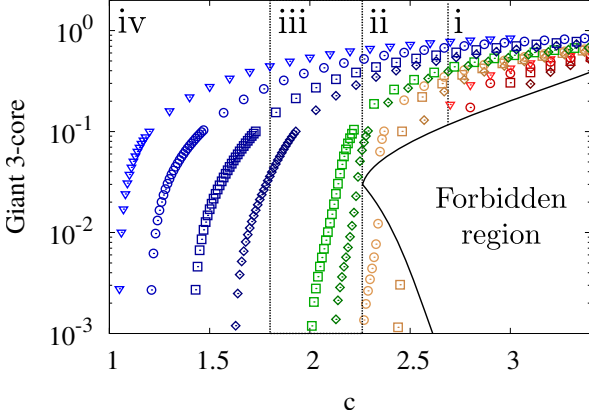 iv iii ii i
10^0
10^-1
10^-2
10^-3
Giant 3-core
Forbidden
region
1 1.5 2 2.5 3
c